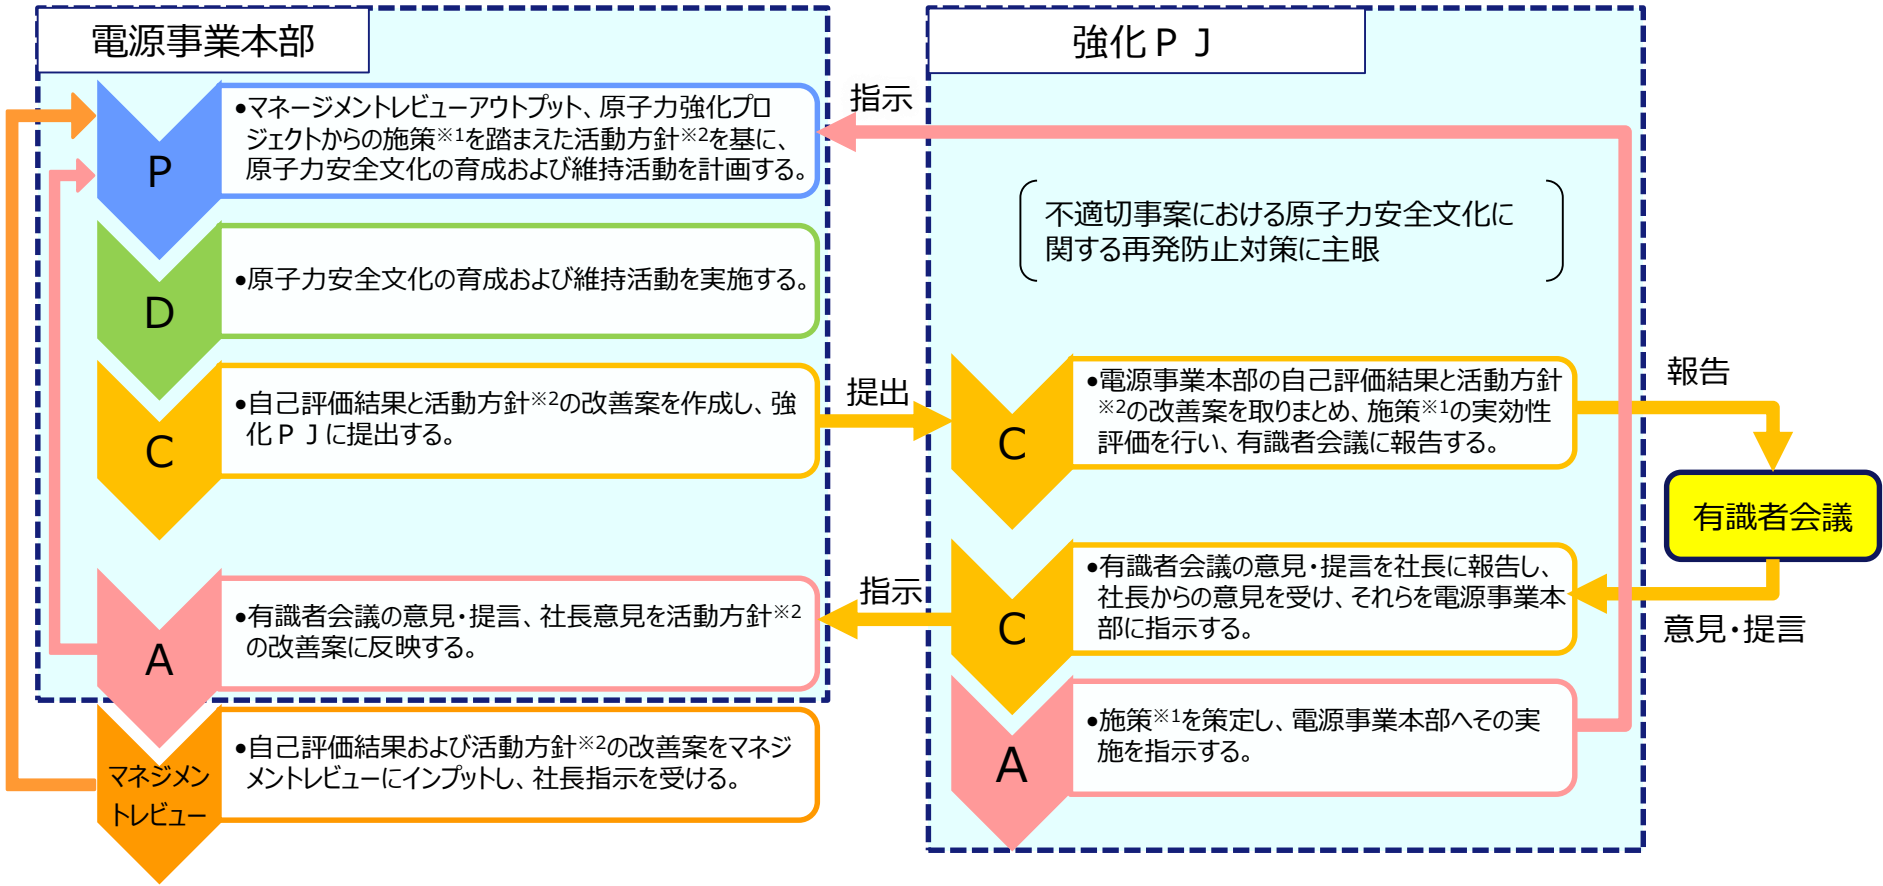 電源事業本部
P
●マネージメントレビューアウトプット、原子力強化プロ
ジェクトからの施策※1を踏まえた活動方針※2を基に、
原子力安全文化の育成および維持活動を計画する。
D
●原子力安全文化の育成および維持活動を実施する。
C
●自己評価結果と活動方針※2の改善案を作成し、強
化ＰＪに提出する。
A
●有識者会議の意見・提言、社長意見を活動方針※2
の改善案に反映する。
マネジメン
トレビュー
●自己評価結果および活動方針※2の改善案をマネジ
メントレビューにインプットし、社長指示を受ける。
指示
提出
指示
強化ＰＪ
不適切事案における原子力安全文化に
関する再発防止対策に主眼
C
●電源事業本部の自己評価結果と活動方針
※2の改善案を取りまとめ、施策※1の実効性
評価を行い、有識者会議に報告する。
C
●有識者会議の意見・提言を社長に報告し、
社長からの意見を受け、それらを電源事業本
部に指示する。
A
●施策※1を策定し、電源事業本部へその実
施を指示する。
報告
有識者会議
意見・提言